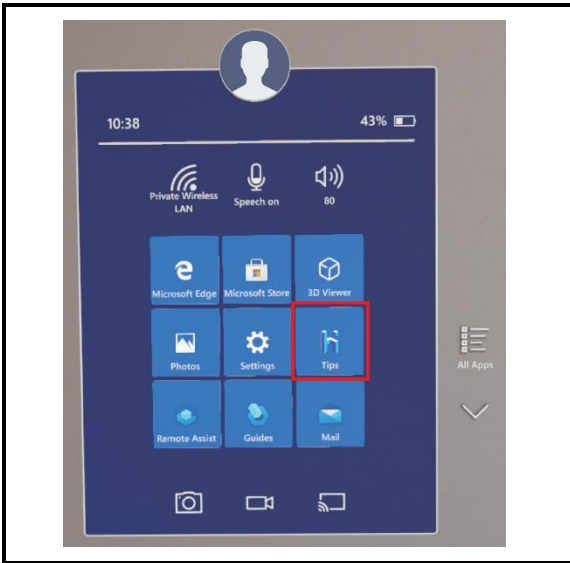 10:38 43%
Private Wireless
LAN
Speech on
80
Microsoft Edge Microsoft Store 3D Viewer
Photos Settings Tips
All Apps
Remote Assist Guides Mail